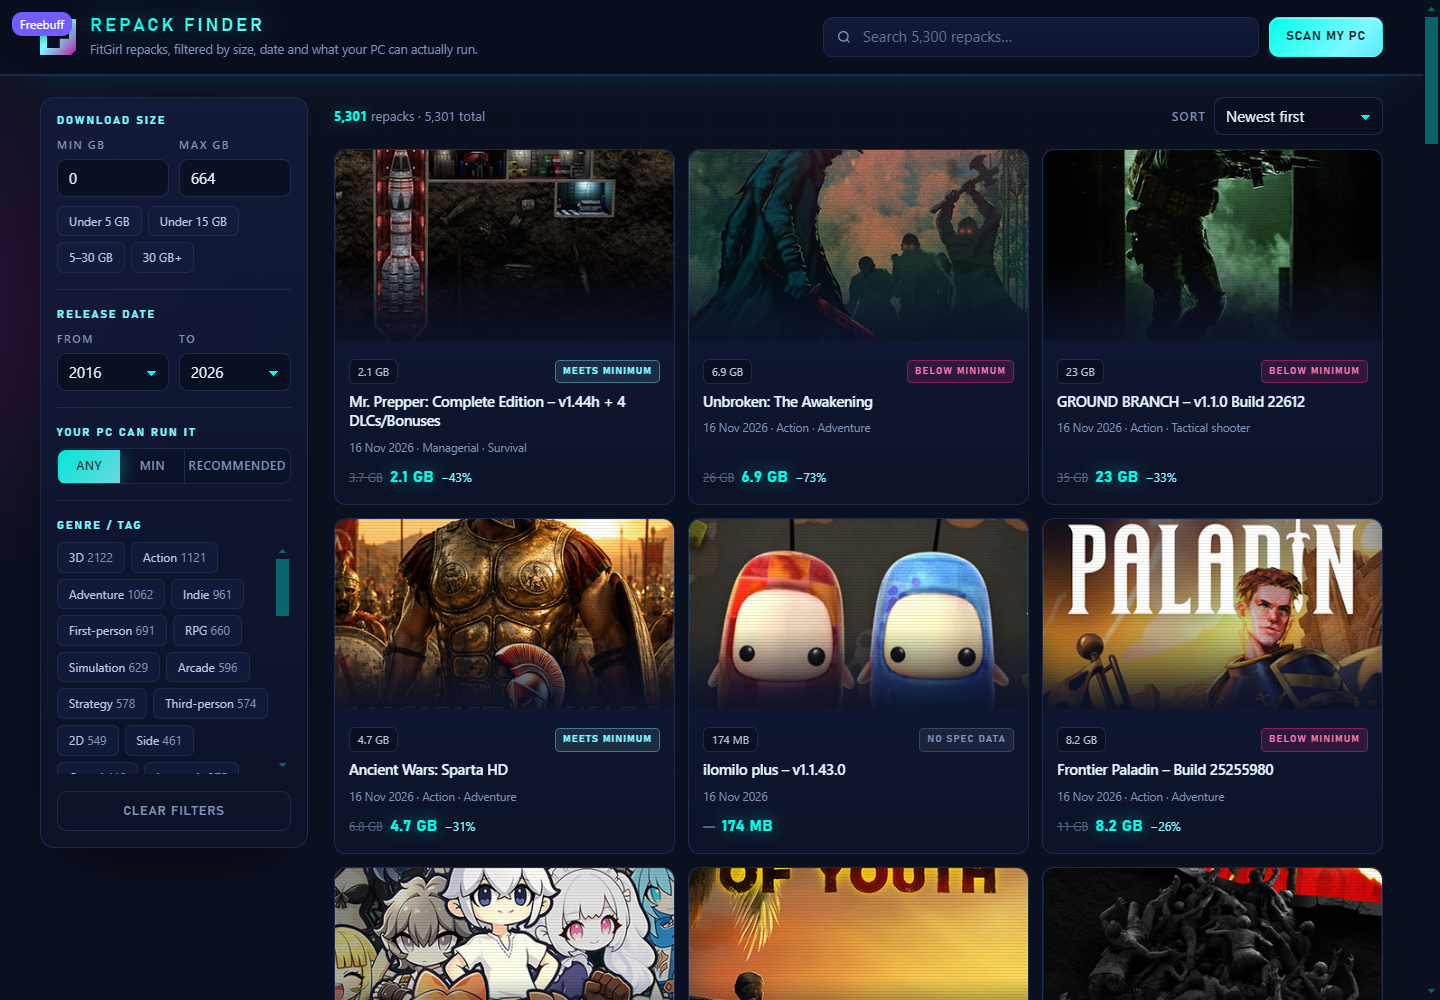 Freebuff
REPACK FINDER
FitGirl repacks, filtered by size, date and what your PC can actually run.
Search 5,300 repacks...
SCAN MY PC
DOWNLOAD SIZE
MIN GB
MAX GB
0
664
Under 5 GB
Under 15 GB
5–30 GB
30 GB+
RELEASE DATE
FROM
TO
2016
2026
YOUR PC CAN RUN IT
ANY
MIN
RECOMMENDED
GENRE / TAG
3D 2122
Action 1121
Adventure 1062
Indie 961
First-person 691
RPG 660
Simulation 629
Arcade 596
Strategy 578
Third-person 574
2D 549
Side 461
CLEAR FILTERS
5,301 repacks · 5,301 total
SORT
Newest first
2.1 GB
MEETS MINIMUM
Mr. Prepper: Complete Edition – v1.44h + 4
DLCs/Bonuses
16 Nov 2026 · Managerial · Survival
3.7 GB 2.1 GB −43%
6.9 GB
BELOW MINIMUM
Unbroken: The Awakening
16 Nov 2026 · Action · Adventure
26 GB 6.9 GB −73%
23 GB
BELOW MINIMUM
GROUND BRANCH – v1.1.0 Build 22612
16 Nov 2026 · Action · Tactical shooter
35 GB 23 GB −33%
4.7 GB
MEETS MINIMUM
Ancient Wars: Sparta HD
16 Nov 2026 · Action · Adventure
6.8 GB 4.7 GB −31%
174 MB
NO SPEC DATA
ilomilo plus – v1.1.43.0
16 Nov 2026
— 174 MB
PALADIN
8.2 GB
BELOW MINIMUM
Frontier Paladin – Build 25255980
16 Nov 2026 · Action · Adventure
11 GB 8.2 GB −26%
OF YOUTH